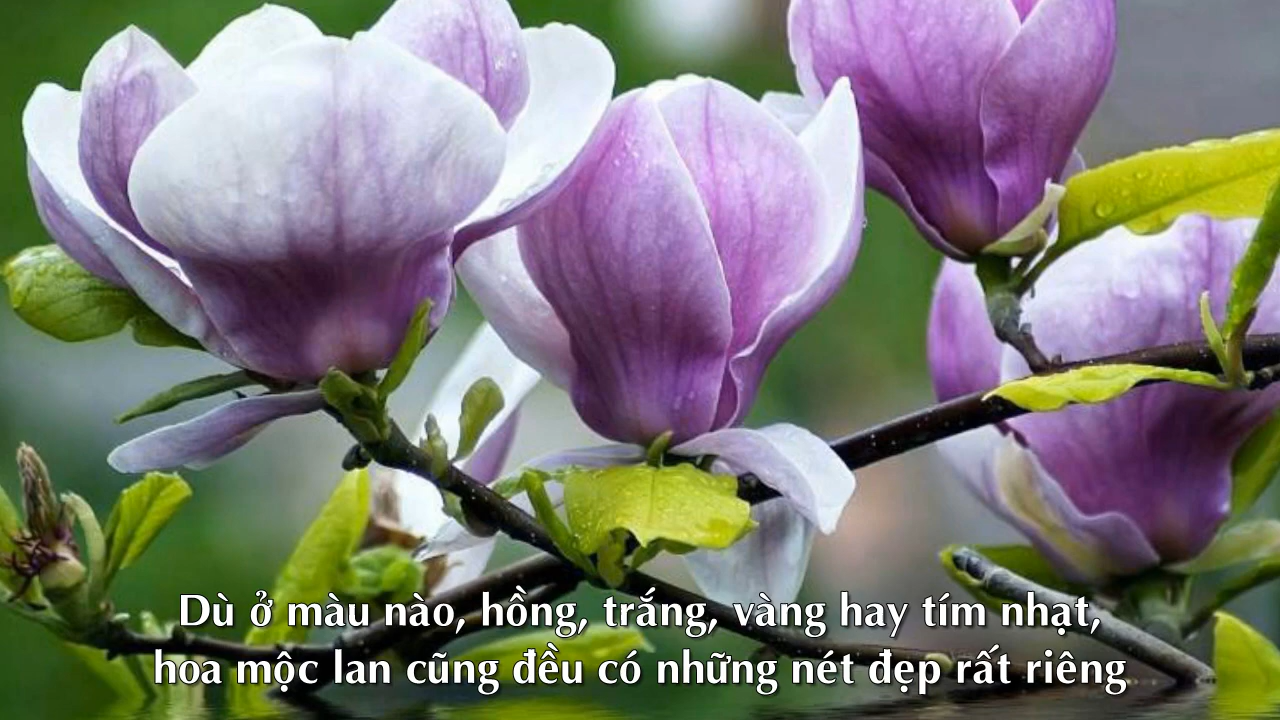 Dù ở màu nào, hồng, trắng, vàng hay tím nhạt,
hoa mộc lan cũng đều có những nét đẹp rất riêng